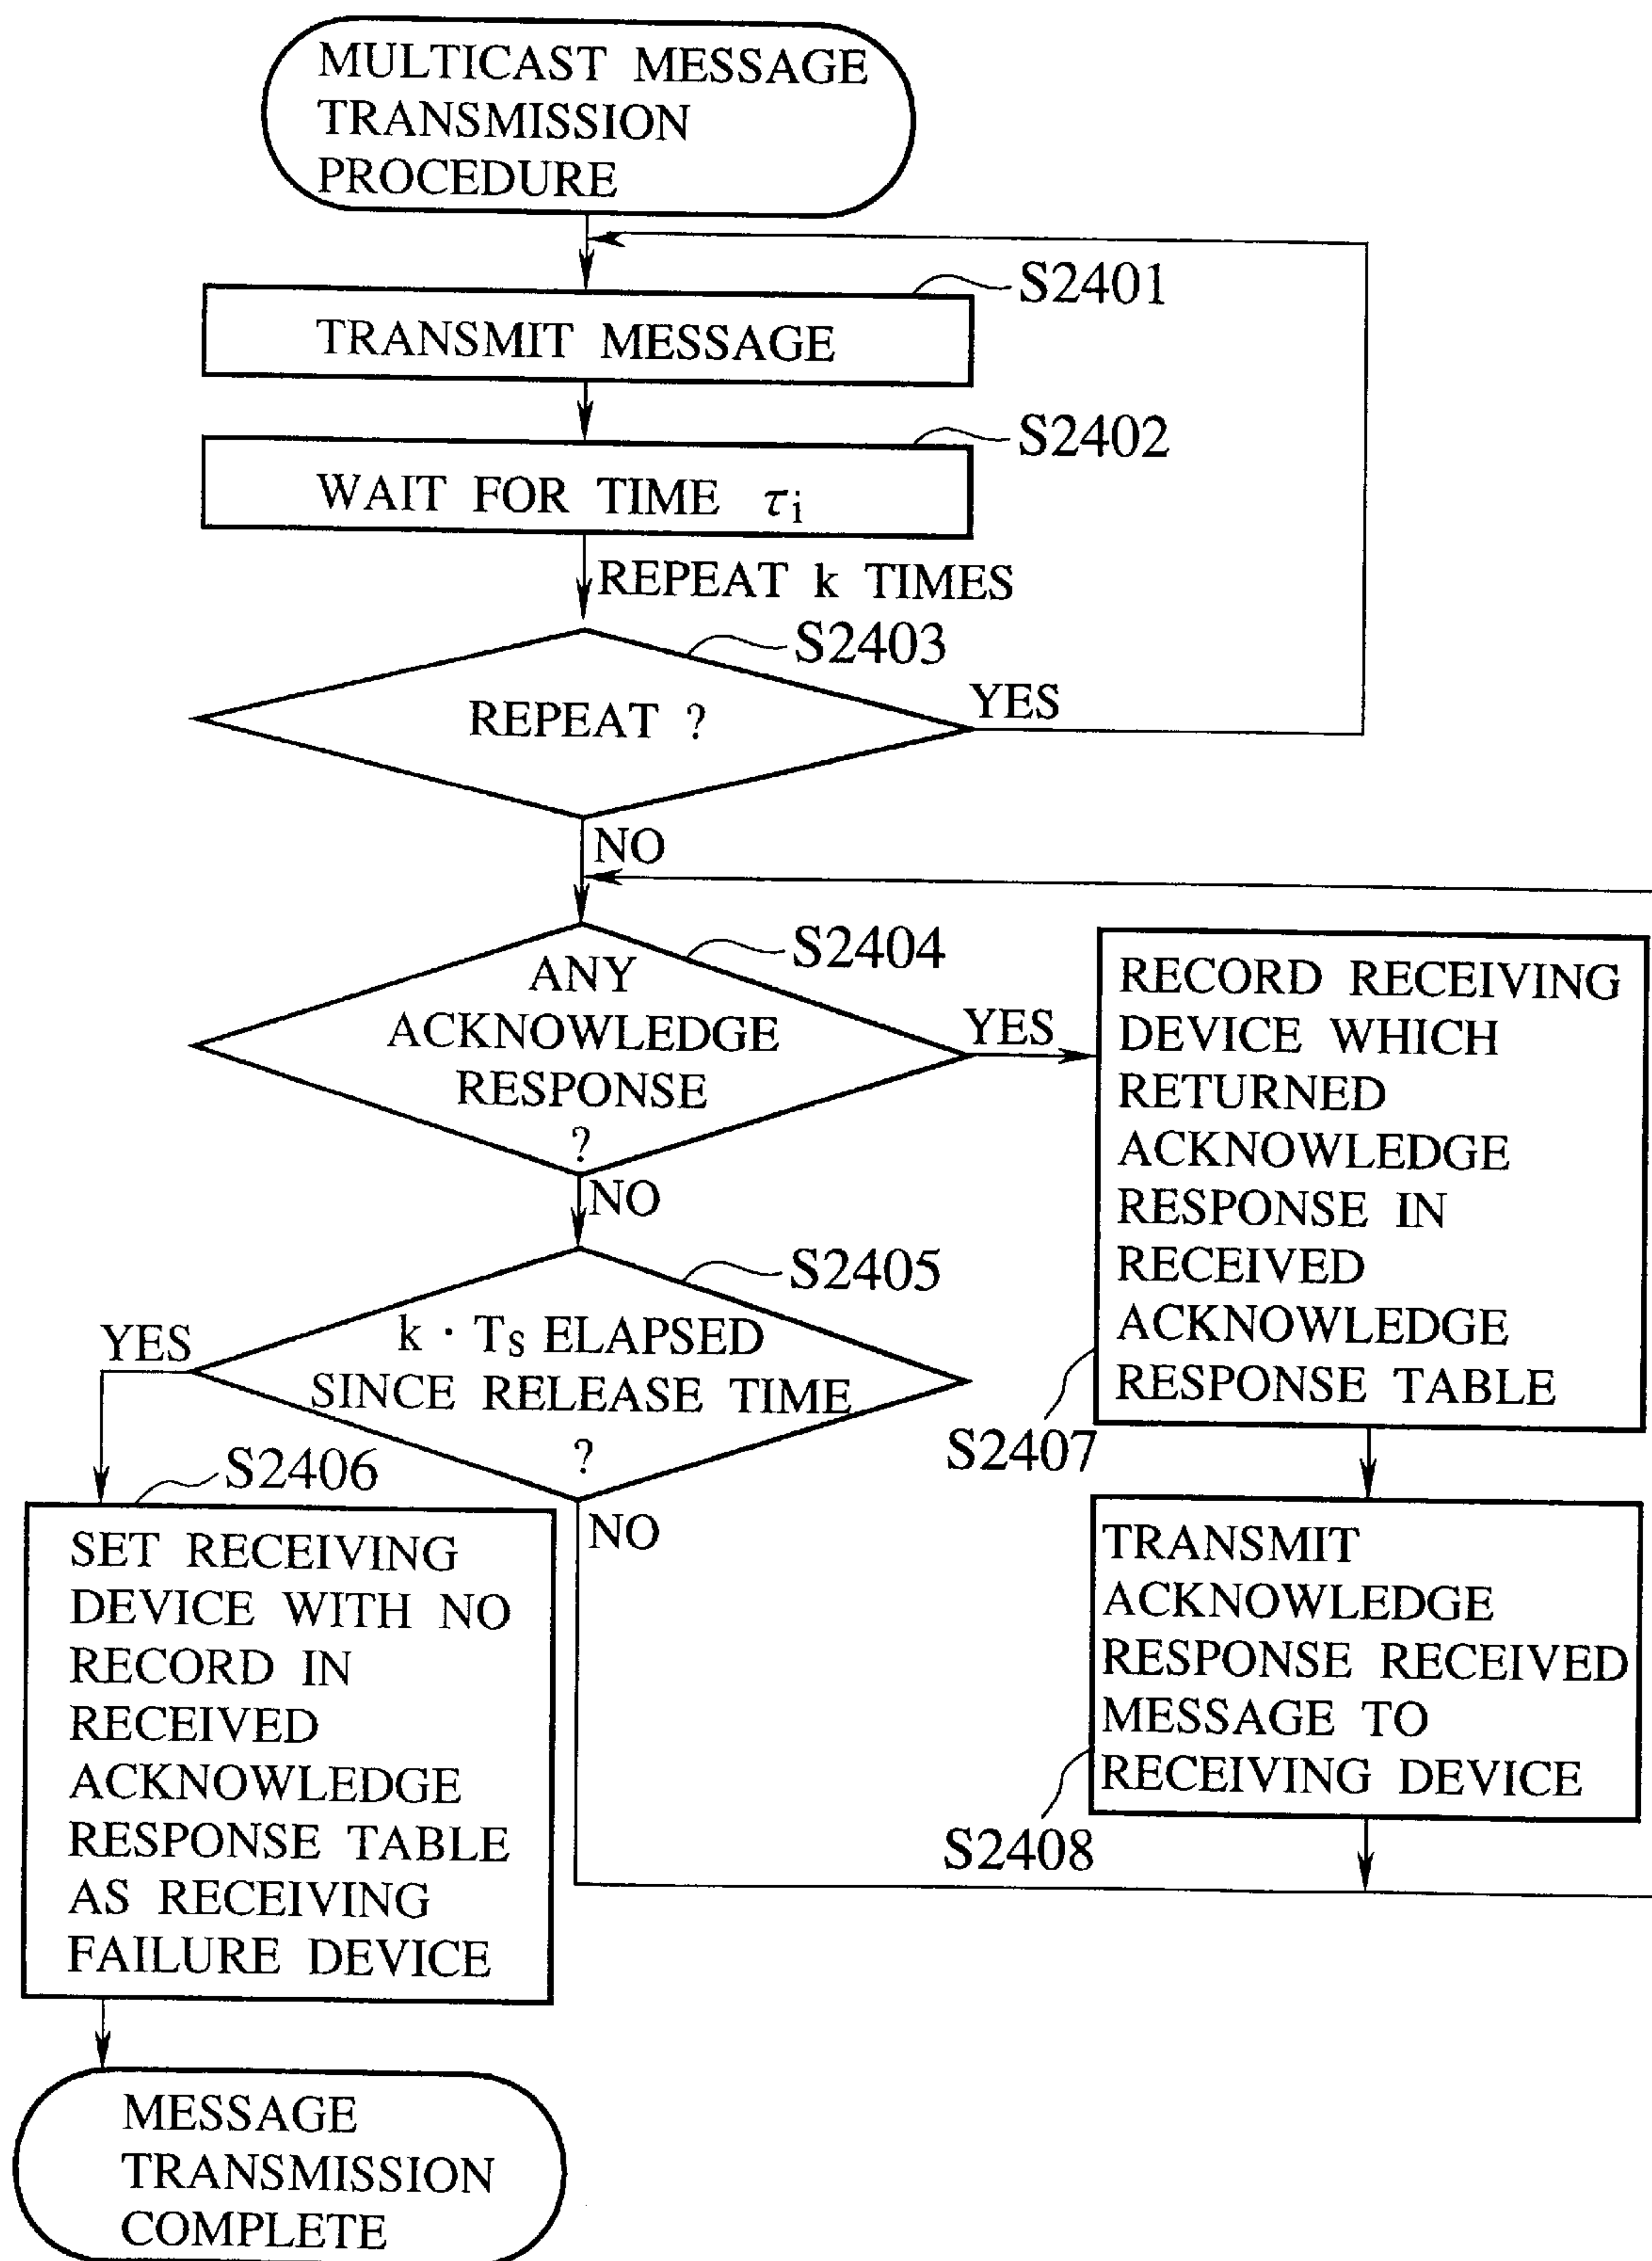 MULTICAST MESSAGE
TRANSMISSION
PROCEDURE
S2401
TRANSMIT MESSAGE
S2402
WAIT FOR TIME τi
REPEAT k TIMES
S2403
REPEAT ?
YES
NO
S2404
ANY
ACKNOWLEDGE
RESPONSE
?
YES
NO
RECORD RECEIVING
DEVICE WHICH
RETURNED
ACKNOWLEDGE
RESPONSE IN
RECEIVED
ACKNOWLEDGE
RESPONSE TABLE
S2407
S2405
k · Ts ELAPSED
SINCE RELEASE TIME
?
YES
NO
S2406
SET RECEIVING
DEVICE WITH NO
RECORD IN
RECEIVED
ACKNOWLEDGE
RESPONSE TABLE
AS RECEIVING
FAILURE DEVICE
TRANSMIT
ACKNOWLEDGE
RESPONSE RECEIVED
MESSAGE TO
RECEIVING DEVICE
S2408
MESSAGE
TRANSMISSION
COMPLETE